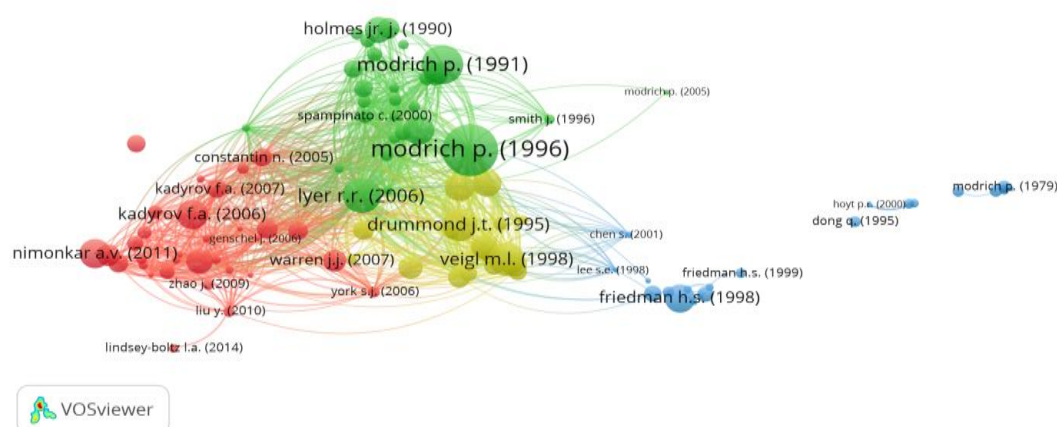 holmes jr. j. (1990)
modrich p. (1991)
modrich p. (2005)
spampinato c. (2000)
smith j. (1996)
modrich p. (1996)
constantin n. (2005)
kadyrov f.a. (2007)
modrich p. (1979)
lyer r.r. (2006)
hoyt p.r. (2000)
kadyrov f.a. (2006)
dong q. (1995)
drummond j.t. (1995)
chen s. (2001)
genschel j. (2006)
nimonkar a.v. (2011)
warren j.j. (2007)
veigl m.l. (1998)
lee s.e. (1998)
friedman h.s. (1999)
zhao j. (2009)
york s.j. (2006)
friedman h.s. (1998)
liu y. (2010)
lindsey-boltz l.a. (2014)
VOSviewer